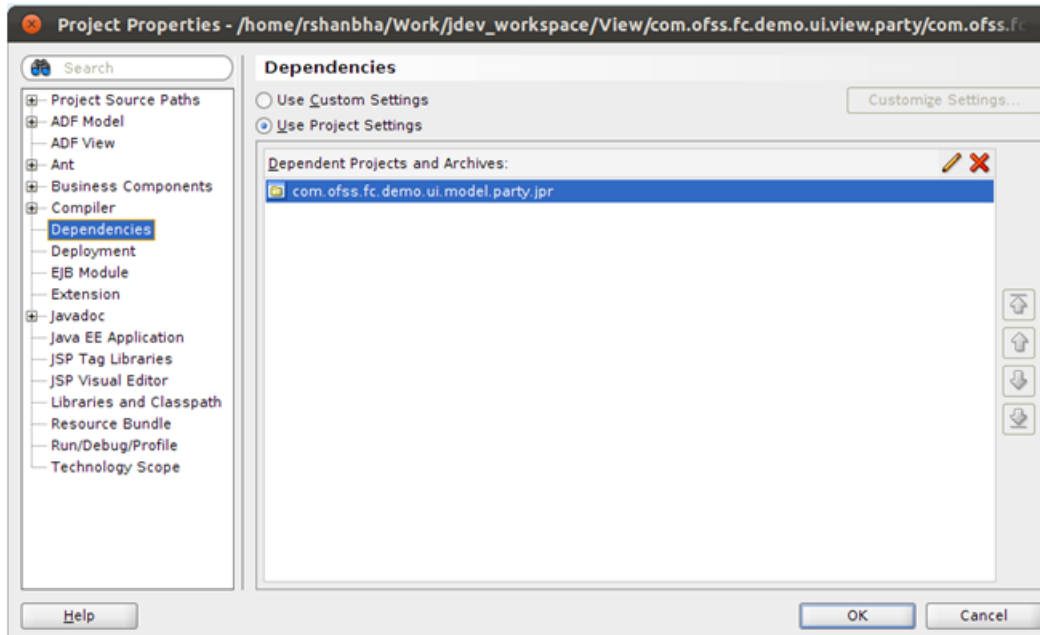 Project Properties - /home/rshanbha/Work/jdev_workspace/View/com.ofss.fc.demo.ui.view.party/com.ofss.fc
Search
Project Source Paths
ADF Model
ADF View
Ant
Business Components
Compiler
Dependencies
Deployment
EJB Module
Extension
Javadoc
Java EE Application
JSP Tag Libraries
JSP Visual Editor
Libraries and Classpath
Resource Bundle
Run/Debug/Profile
Technology Scope
Dependencies
Use Custom Settings
Customize Settings...
Use Project Settings
Dependent Projects and Archives:
com.ofss.fc.demo.ui.model.party.jpr
Help
OK
Cancel